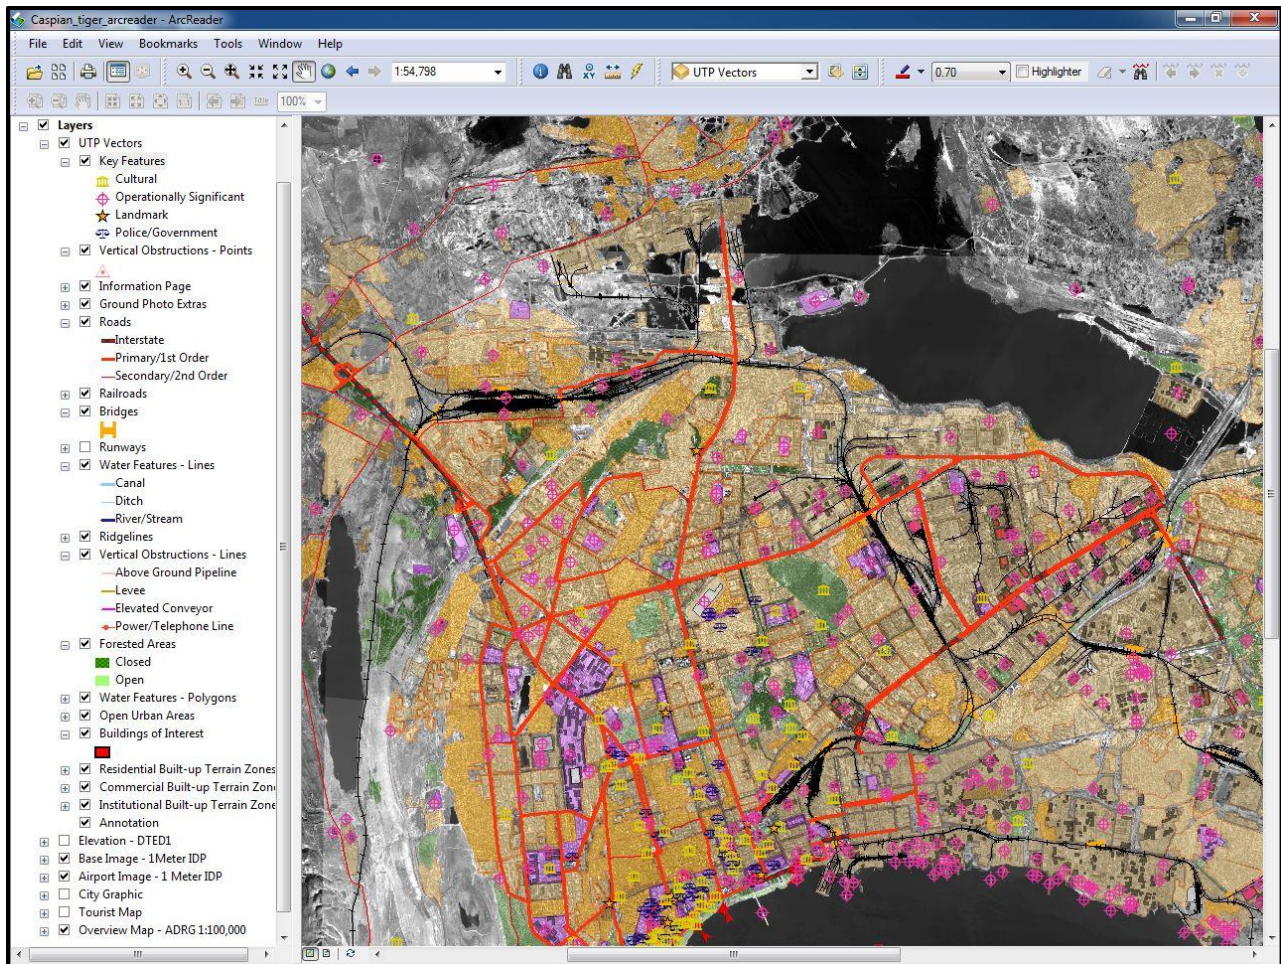 Caspian_tiger_arcreader - ArcReader
File Edit View Bookmarks Tools Window Help
1:54,798
UTP Vectors
0.70
Highlighter
100%
Layers
UTP Vectors
Key Features
Cultural
Operationally Significant
Landmark
Police/Government
Vertical Obstructions - Points
Information Page
Ground Photo Extras
Roads
Interstate
Primary/1st Order
Secondary/2nd Order
Railroads
Bridges
Runways
Water Features - Lines
Canal
Ditch
River/Stream
Ridgelines
Vertical Obstructions - Lines
Above Ground Pipeline
Levee
Elevated Conveyor
Power/Telephone Line
Forested Areas
Closed
Open
Water Features - Polygons
Open Urban Areas
Buildings of Interest
Residential Built-up Terrain Zones
Commercial Built-up Terrain Zon
Institutional Built-up Terrain Zone
Annotation
Elevation - DTED1
Base Image - 1Meter IDP
Airport Image - 1 Meter IDP
City Graphic
Tourist Map
Overview Map - ADRG 1:100,000